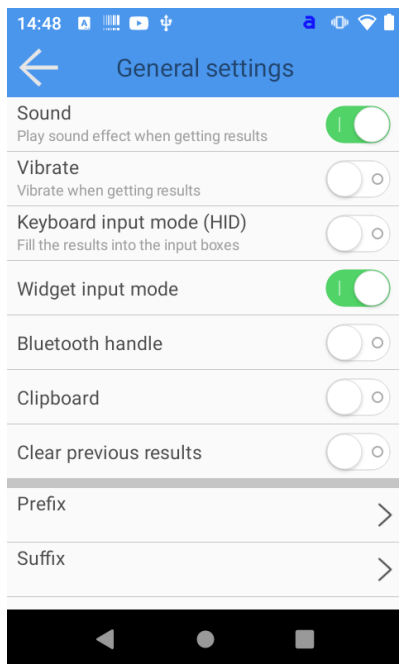 14:48 A a
General settings
Sound
Play sound effect when getting results
Vibrate
Vibrate when getting results
Keyboard input mode (HID)
Fill the results into the input boxes
Widget input mode
Bluetooth handle
Clipboard
Clear previous results
Prefix
Suffix